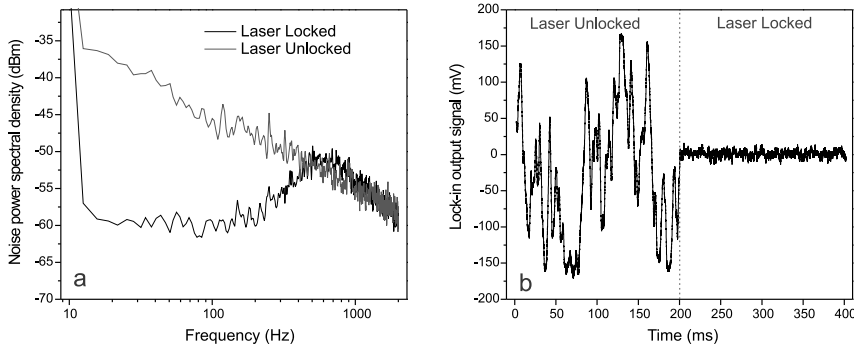 Laser Locked
Laser Unlocked
-35
-40
-45
-50
-55
-60
-65
-70
Noise power spectral density (dBm)
a
10
100
1000
Frequency (Hz)
Laser Unlocked
Laser Locked
200
150
100
50
0
-50
-100
-150
-200
Lock-in output signal (mV)
b
0
50
100
150
200
250
300
350
400
Time (ms)